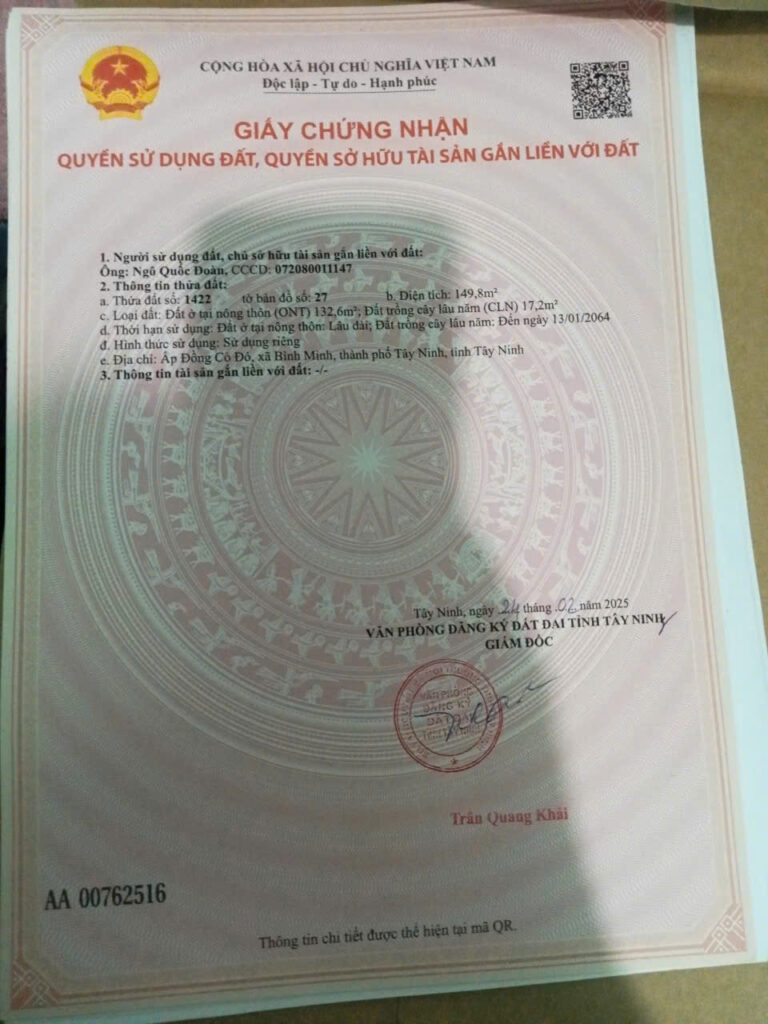 CỘNG HÒA XÃ HỘI CHỦ NGHĨA VIỆT NAM
Độc lập - Tự do - Hạnh phúc
GIẤY CHỨNG NHẬN
QUYỀN SỬ DỤNG ĐẤT, QUYỀN SỞ HỮU TÀI SẢN GẮN LIỀN VỚI ĐẤT
1. Người sử dụng đất, chủ sở hữu tài sản gắn liền với đất:
Ông: Ngô Quốc Đoàn, CCCD: 072080011147
2. Thông tin thửa đất:
a. Thửa đất số: 1422 tờ bản đồ số: 27 b. Diện tích: 149,8m²
c. Loại đất: Đất ở tại nông thôn (ONT) 132,6m²; Đất trồng cây lâu năm (CLN) 17,2m²
d. Thời hạn sử dụng: Đất ở tại nông thôn: Lâu dài; Đất trồng cây lâu năm: Đến ngày 13/01/2064
đ. Hình thức sử dụng: Sử dụng riêng
e. Địa chỉ: Ấp Đồng Cỏ Đỏ, xã Bình Minh, thành phố Tây Ninh, tỉnh Tây Ninh
3. Thông tin tài sản gắn liền với đất: -/-
Tây Ninh, ngày 24 tháng 02 năm 2025
VĂN PHÒNG ĐĂNG KÝ ĐẤT ĐAI TỈNH TÂY NINH
GIÁM ĐỐC
VĂN PHÒNG
ĐĂNG KÝ
ĐẤT ĐAI
TỈNH TÂY NINH
Trần Quang Khải
AA 00762516
Thông tin chi tiết được thể hiện tại mã QR.